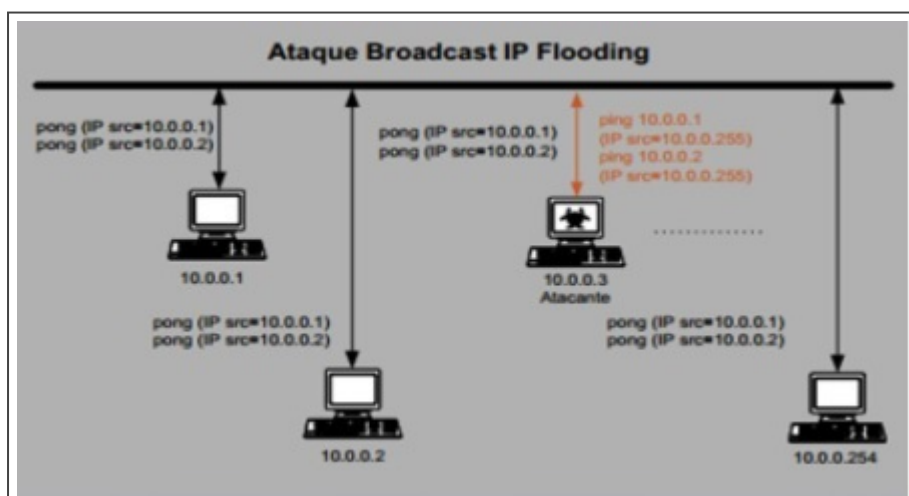 Ataque Broadcast IP Flooding
pong (IP src=10.0.0.1)
pong (IP src=10.0.0.2)
pong (IP src=10.0.0.1)
pong (IP src=10.0.0.2)
ping 10.0.0.1
(IP src=10.0.0.255)
ping 10.0.0.2
(IP src=10.0.0.255)
10.0.0.1
10.0.0.3
Atacante
pong (IP src=10.0.0.1)
pong (IP src=10.0.0.2)
pong (IP src=10.0.0.1)
pong (IP src=10.0.0.2)
10.0.0.2
10.0.0.254